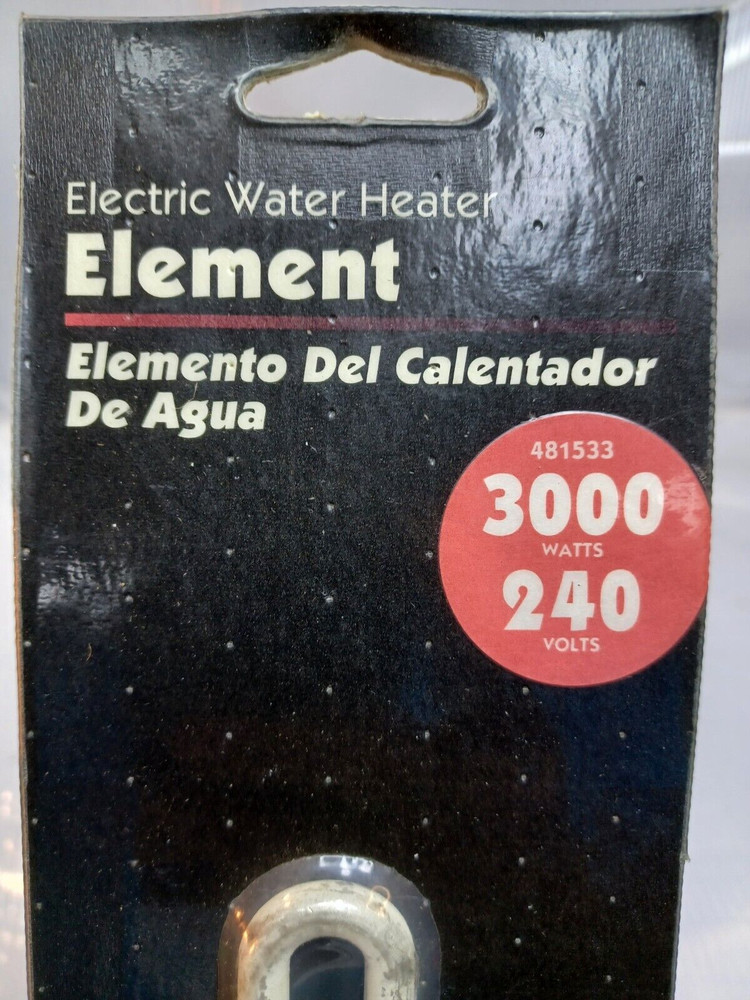 Electric Water Heater
Element
Elemento Del Calentador
De Agua
481533
3000
WATTS
240
VOLTS